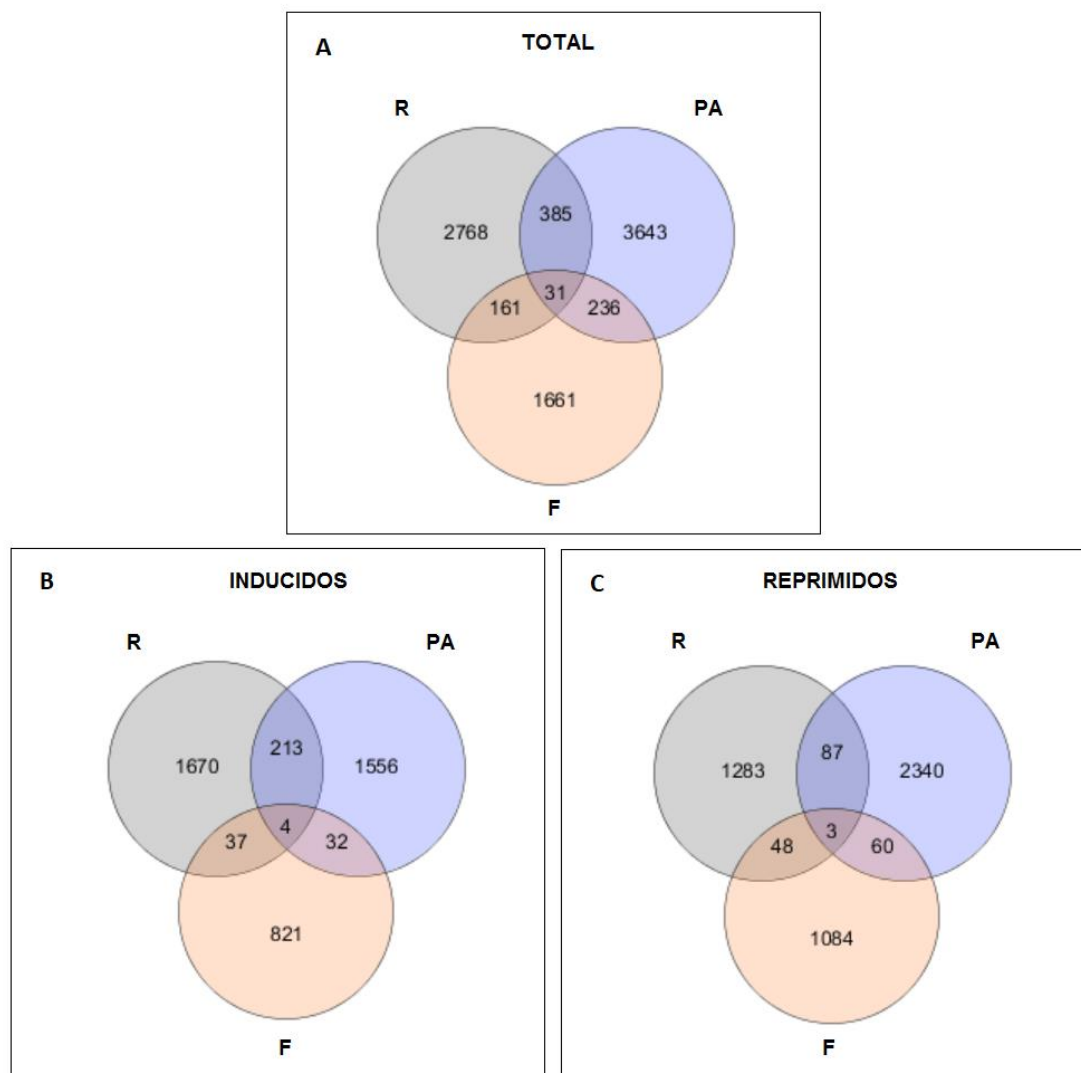 A
TOTAL
R
PA
2768
385
3643
161
31
236
1661
F
B
INDUCIDOS
R
PA
1670
213
1556
37
4
32
821
F
C
REPRIMIDOS
R
PA
1283
87
2340
48
3
60
1084
F